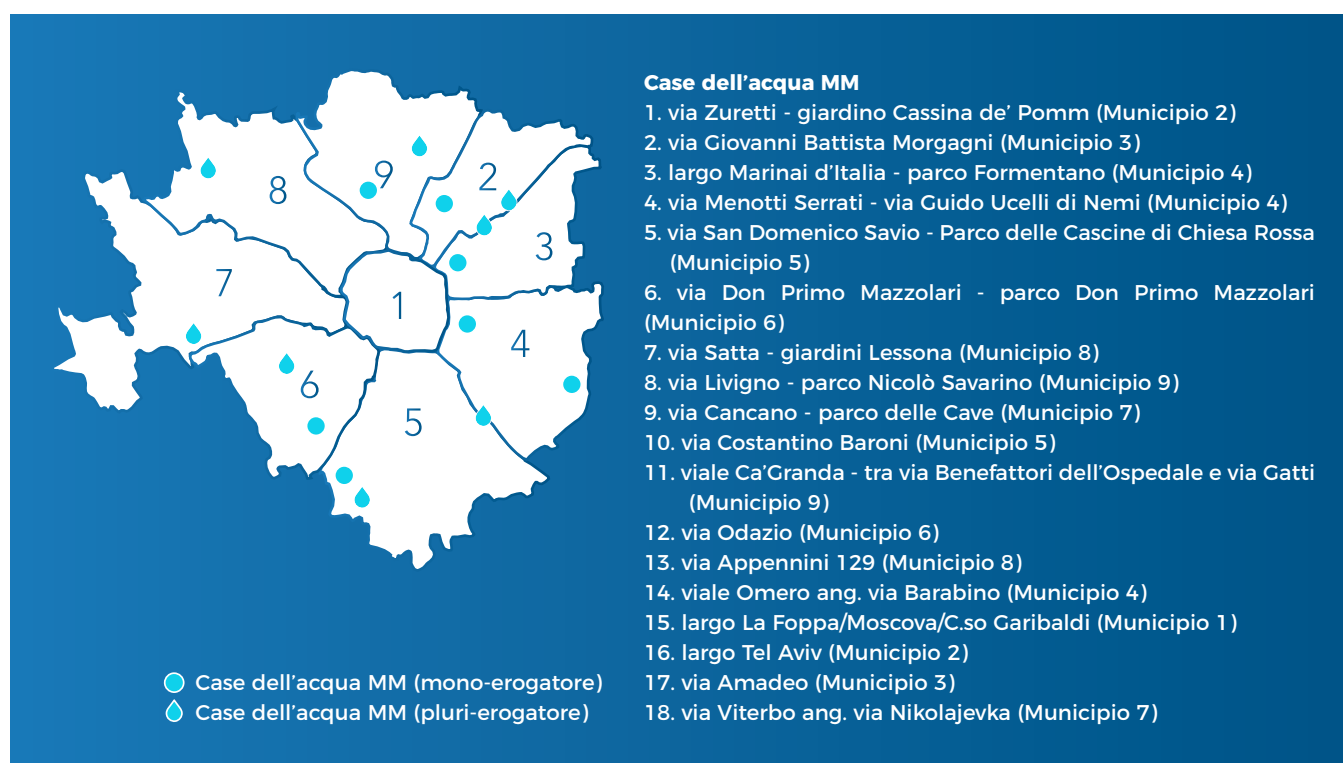 Case dell'acqua MM
1. via Zuretti - giardino Cassina de' Pomm (Municipio 2)
2. via Giovanni Battista Morgagni (Municipio 3)
3. largo Marinai d'Italia - parco Formentano (Municipio 4)
4. via Menotti Serrati - via Guido Ucelli di Nemi (Municipio 4)
5. via San Domenico Savio - Parco delle Cascine di Chiesa Rossa
(Municipio 5)
6. via Don Primo Mazzolari - parco Don Primo Mazzolari
(Municipio 6)
7. via Satta - giardini Lessona (Municipio 8)
8. via Livigno - parco Nicolò Savarino (Municipio 9)
9. via Cancano - parco delle Cave (Municipio 7)
10. via Costantino Baroni (Municipio 5)
11. viale Ca'Granda - tra via Benefattori dell'Ospedale e via Gatti
(Municipio 9)
12. via Odazio (Municipio 6)
13. via Appennini 129 (Municipio 8)
14. viale Omero ang. via Barabino (Municipio 4)
15. largo La Foppa/Moscova/C.so Garibaldi (Municipio 1)
16. largo Tel Aviv (Municipio 2)
17. via Amadeo (Municipio 3)
18. via Viterbo ang. via Nikolajevka (Municipio 7)
9
2
8
3
7
1
4
6
5
Case dell'acqua MM (mono-erogatore)
Case dell'acqua MM (pluri-erogatore)